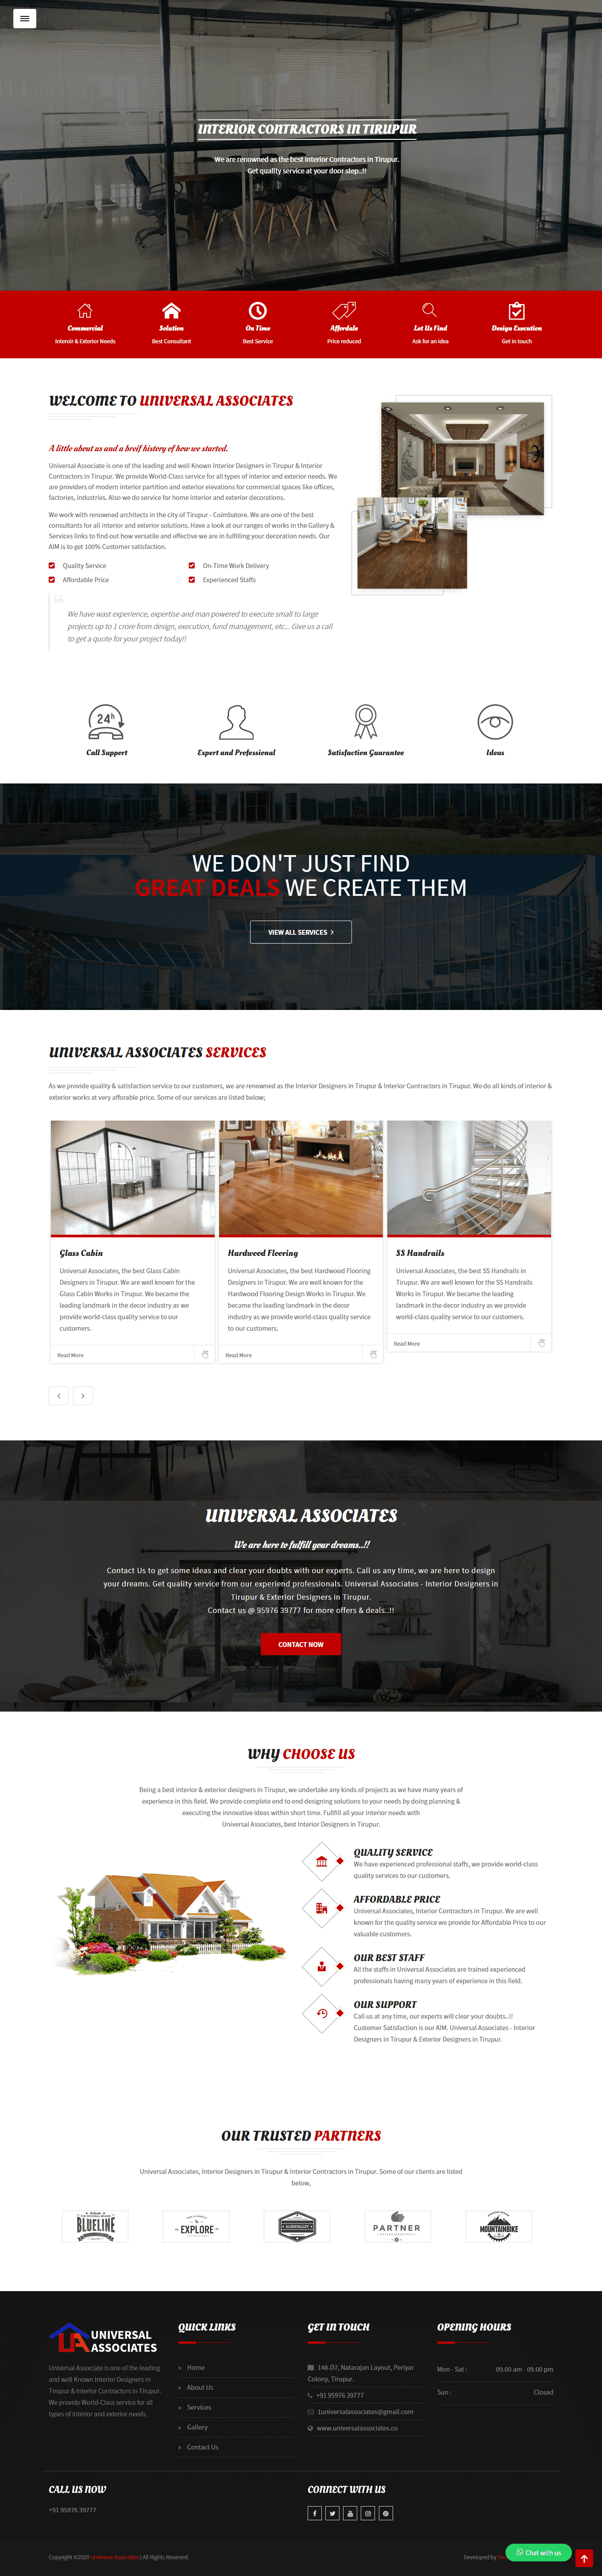 INTERIOR CONTRACTORS IN TIRUPUR
We are renowned as the best Interior Contractors in Tirupur.
Get quality service at your door step..!!
Commercial
Interoir & Exterior Needs
Solution
Best Consultant
On Time
Best Service
Affordale
Price reduced
Let Us Find
Ask for an idea
Design Execution
Get in touch
WELCOME TO UNIVERSAL ASSOCIATES
A little about us and a breif history of how we started.
Universal Associate is one of the leading and well Known Interior Designers in Tirupur & Interior
Contractors in Tirupur. We provide World-Class service for all types of interior and exterior needs. We
are providers of modern interior partition and exterior elevations for commercial spaces like offices,
factories, industries. Also we do service for home interior and exterior decorations.
We work with renowned architects in the city of Tirupur - Coimbatore. We are one of the best
consultants for all interior and exterior solutions. Have a look at our ranges of works in the Gallery &
Services links to find out how versatile and effective we are in fulfilling your decoration needs. Our
AIM is to get 100% Customer satisfaction.
Quality Service
On-Time Work Delivery
Affordable Price
Experienced Staffs
We have wast experience, expertise and man powered to execute small to large
projects up to 1 crore from design, execution, fund management, etc... Give us a call
to get a quote for your project today!!
24h
Call Support
Expert and Professional
Satisfaction Guarantee
Ideas
WE DON'T JUST FIND
GREAT DEALS WE CREATE THEM
VIEW ALL SERVICES
UNIVERSAL ASSOCIATES SERVICES
As we provide quality & satisfaction service to our customers, we are renowned as the Interior Designers in Tirupur & Interior Contractors in Tirupur. We do all kinds of interior &
exterior works at very afforable price. Some of our services are listed below;
Glass Cabin
Universal Associates, the best Glass Cabin
Designers in Tirupur. We are well known for the
Glass Cabin Works in Tirupur. We became the
leading landmark in the decor industry as we
provide world-class quality service to our
customers.
Read More
Hardwood Flooring
Universal Associates, the best Hardwood Flooring
Designers in Tirupur. We are well known for the
Hardwood Flooring Design Works in Tirupur. We
became the leading landmark in the decor
industry as we provide world-class quality service
to our customers.
Read More
SS Handrails
Universal Associates, the best SS Handrails in
Tirupur. We are well known for the SS Handrails
Works in Tirupur. We became the leading
landmark in the decor industry as we provide
world-class quality service to our customers.
Read More
UNIVERSAL ASSOCIATES
We are here to fulfill your dreams..!!
Contact Us to get some ideas and clear your doubts with our experts. Call us any time, we are here to design
your dreams. Get quality service from our experiend professionals. Universal Associates - Interior Designers in
Tirupur & Exterior Designers in Tirupur.
Contact us @ 95976 39777 for more offers & deals..!!
CONTACT NOW
WHY CHOOSE US
Being a best interior & exterior designers in Tirupur, we undertake any kinds of projects as we have many years of
experience in this field. We provide complete end to end designing solutions to your needs by doing planning &
executing the innovative ideas within short time. Fullfill all your interior needs with
Universal Associates, best Interior Designers in Tirupur.
QUALITY SERVICE
We have experienced professional staffs, we provide world-class
quality services to our customers.
AFFORDABLE PRICE
Universal Associates, Interior Contractors in Tirupur. We are well
known for the quality service we provide for Affordable Price to our
valuable customers.
OUR BEST STAFF
All the staffs in Universal Associates are trained experienced
professionals having many years of experience in this field.
OUR SUPPORT
Call us at any time, our experts will clear your doubts..!!
Customer Satisfaction is our AIM. Universal Associates - Interior
Designers in Tirupur & Exterior Designers in Tirupur.
OUR TRUSTED PARTNERS
Universal Associates, Interior Designers in Tirupur & Interior Contractors in Tirupur. Some of our clients are listed
below,
BLUELINE
EXPLORE
PARTNER
MOUNTAINBIKE
UNIVERSAL
ASSOCIATES
Universal Associate is one of the leading
and well Known Interior Designers in
Tirupur & Interior Contractors in Tirupur.
We provide World-Class service for all
types of interior and exterior needs.
QUICK LINKS
Home
About Us
Services
Gallery
Contact Us
GET IN TOUCH
148-D7, Natarajan Layout, Periyar
Colony, Tirupur.
+91 95976 39777
1universalassociates@gmail.com
www.universalassociates.co
OPENING HOURS
Mon - Sat : 09.00 am - 09.00 pm
Sun : Closed
CALL US NOW
+91 95976 39777
CONNECT WITH US
Copyright ©2020 Universal Associates | All Rights Reserved.
Developed by
Chat with us